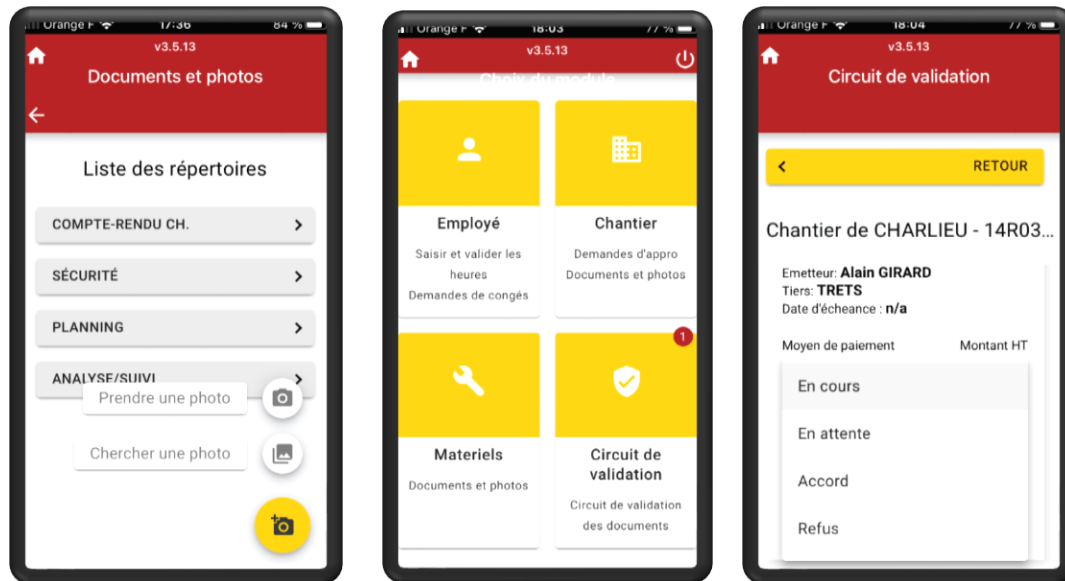 Orange F 17:36 84 %
v3.5.13
Documents et photos
Liste des répertoires
COMPTE-RENDU CH.
SÉCURITÉ
PLANNING
ANALYSE/SUIVI
Prendre une photo
Chercher une photo
Orange F 18:03 77 %
v3.5.13
Choix du module
Employé
Saisir et valider les
heures
Demandes de congés
Chantier
Demandes d'appro
Documents et photos
Materiels
Documents et photos
1
Circuit de
validation
Circuit de validation
des documents
Orange F 18:04 77 %
v3.5.13
Circuit de validation
RETOUR
Chantier de CHARLIEU - 14R03...
Emetteur: Alain GIRARD
Tiers: TRETS
Date d'écheance : n/a
Moyen de paiement Montant HT
En cours
En attente
Accord
Refus